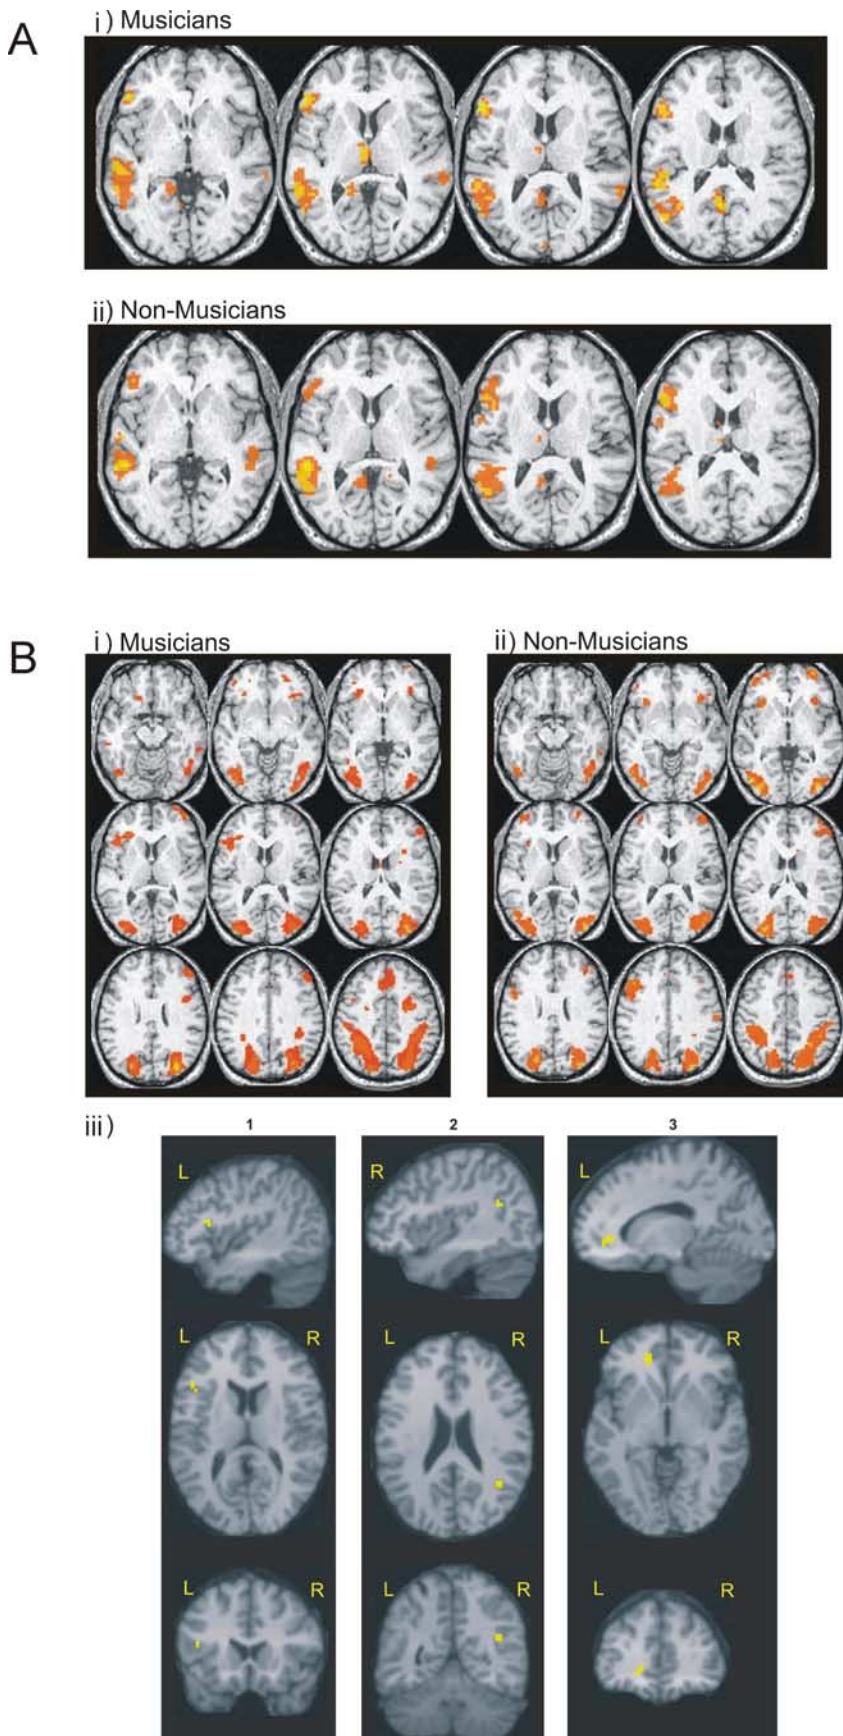 A
i) Musicians
ii) Non-Musicians
B
i) Musicians
ii) Non-Musicians
iii)
1 2 3
L R L
L R L R L R
L R L R L R